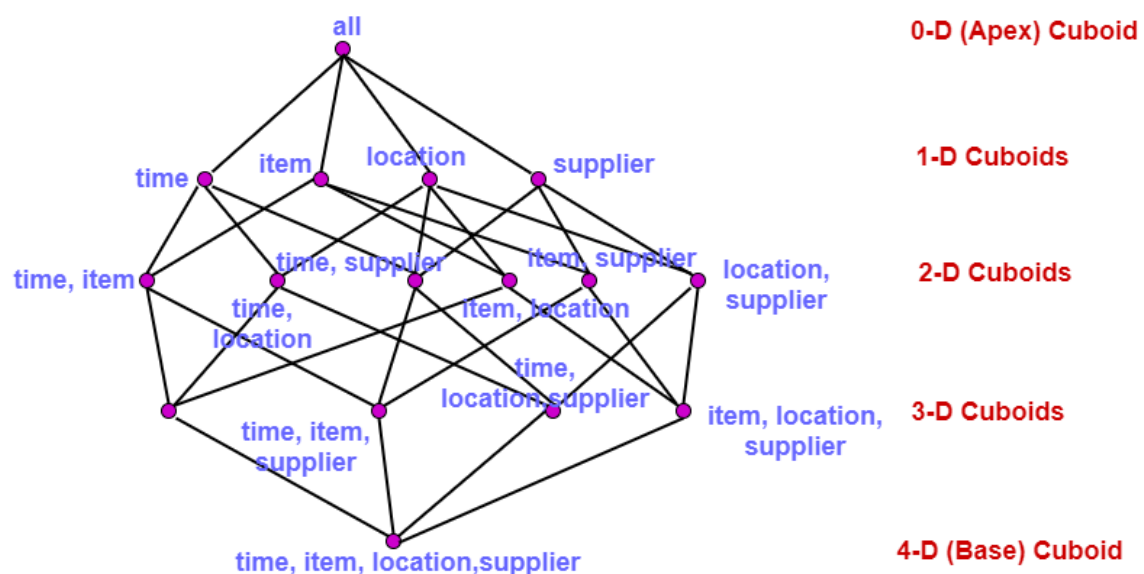 all
0-D (Apex) Cuboid
time
item
location
supplier
1-D Cuboids
time, item
time, supplier
item, supplier
location,
supplier
2-D Cuboids
time,
location
item, location
time,
location,supplier
time, item,
supplier
item, location,
supplier
3-D Cuboids
time, item, location,supplier
4-D (Base) Cuboid